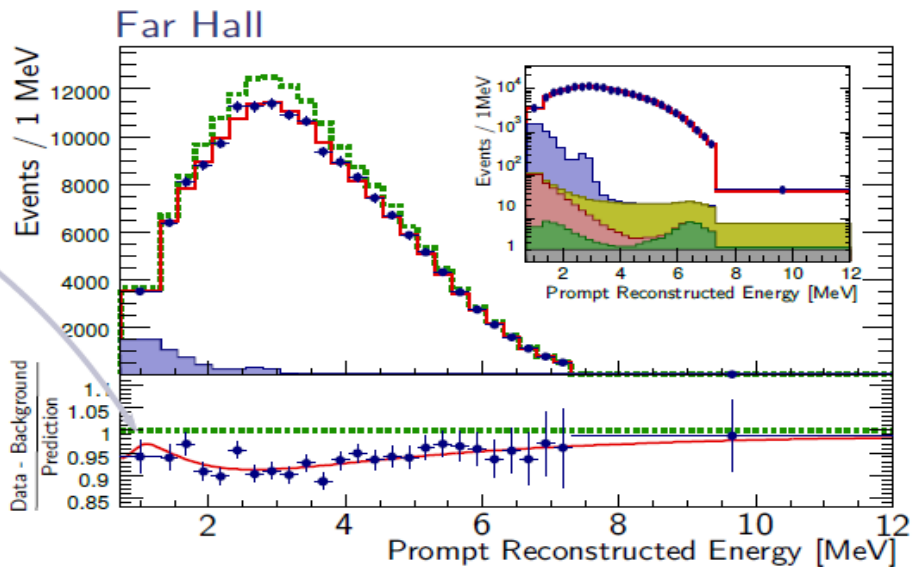 Far Hall
Events / 1 MeV
12000
10000
8000
6000
4000
2000
Events / 1MeV
10⁴
10³
10²
10
1
2 4 6 8 10 12
Prompt Reconstructed Energy [MeV]
Data - Background
Prediction
1.1
1.05
1
0.95
0.9
0.85
2 4 6 8 10 12
Prompt Reconstructed Energy [MeV]